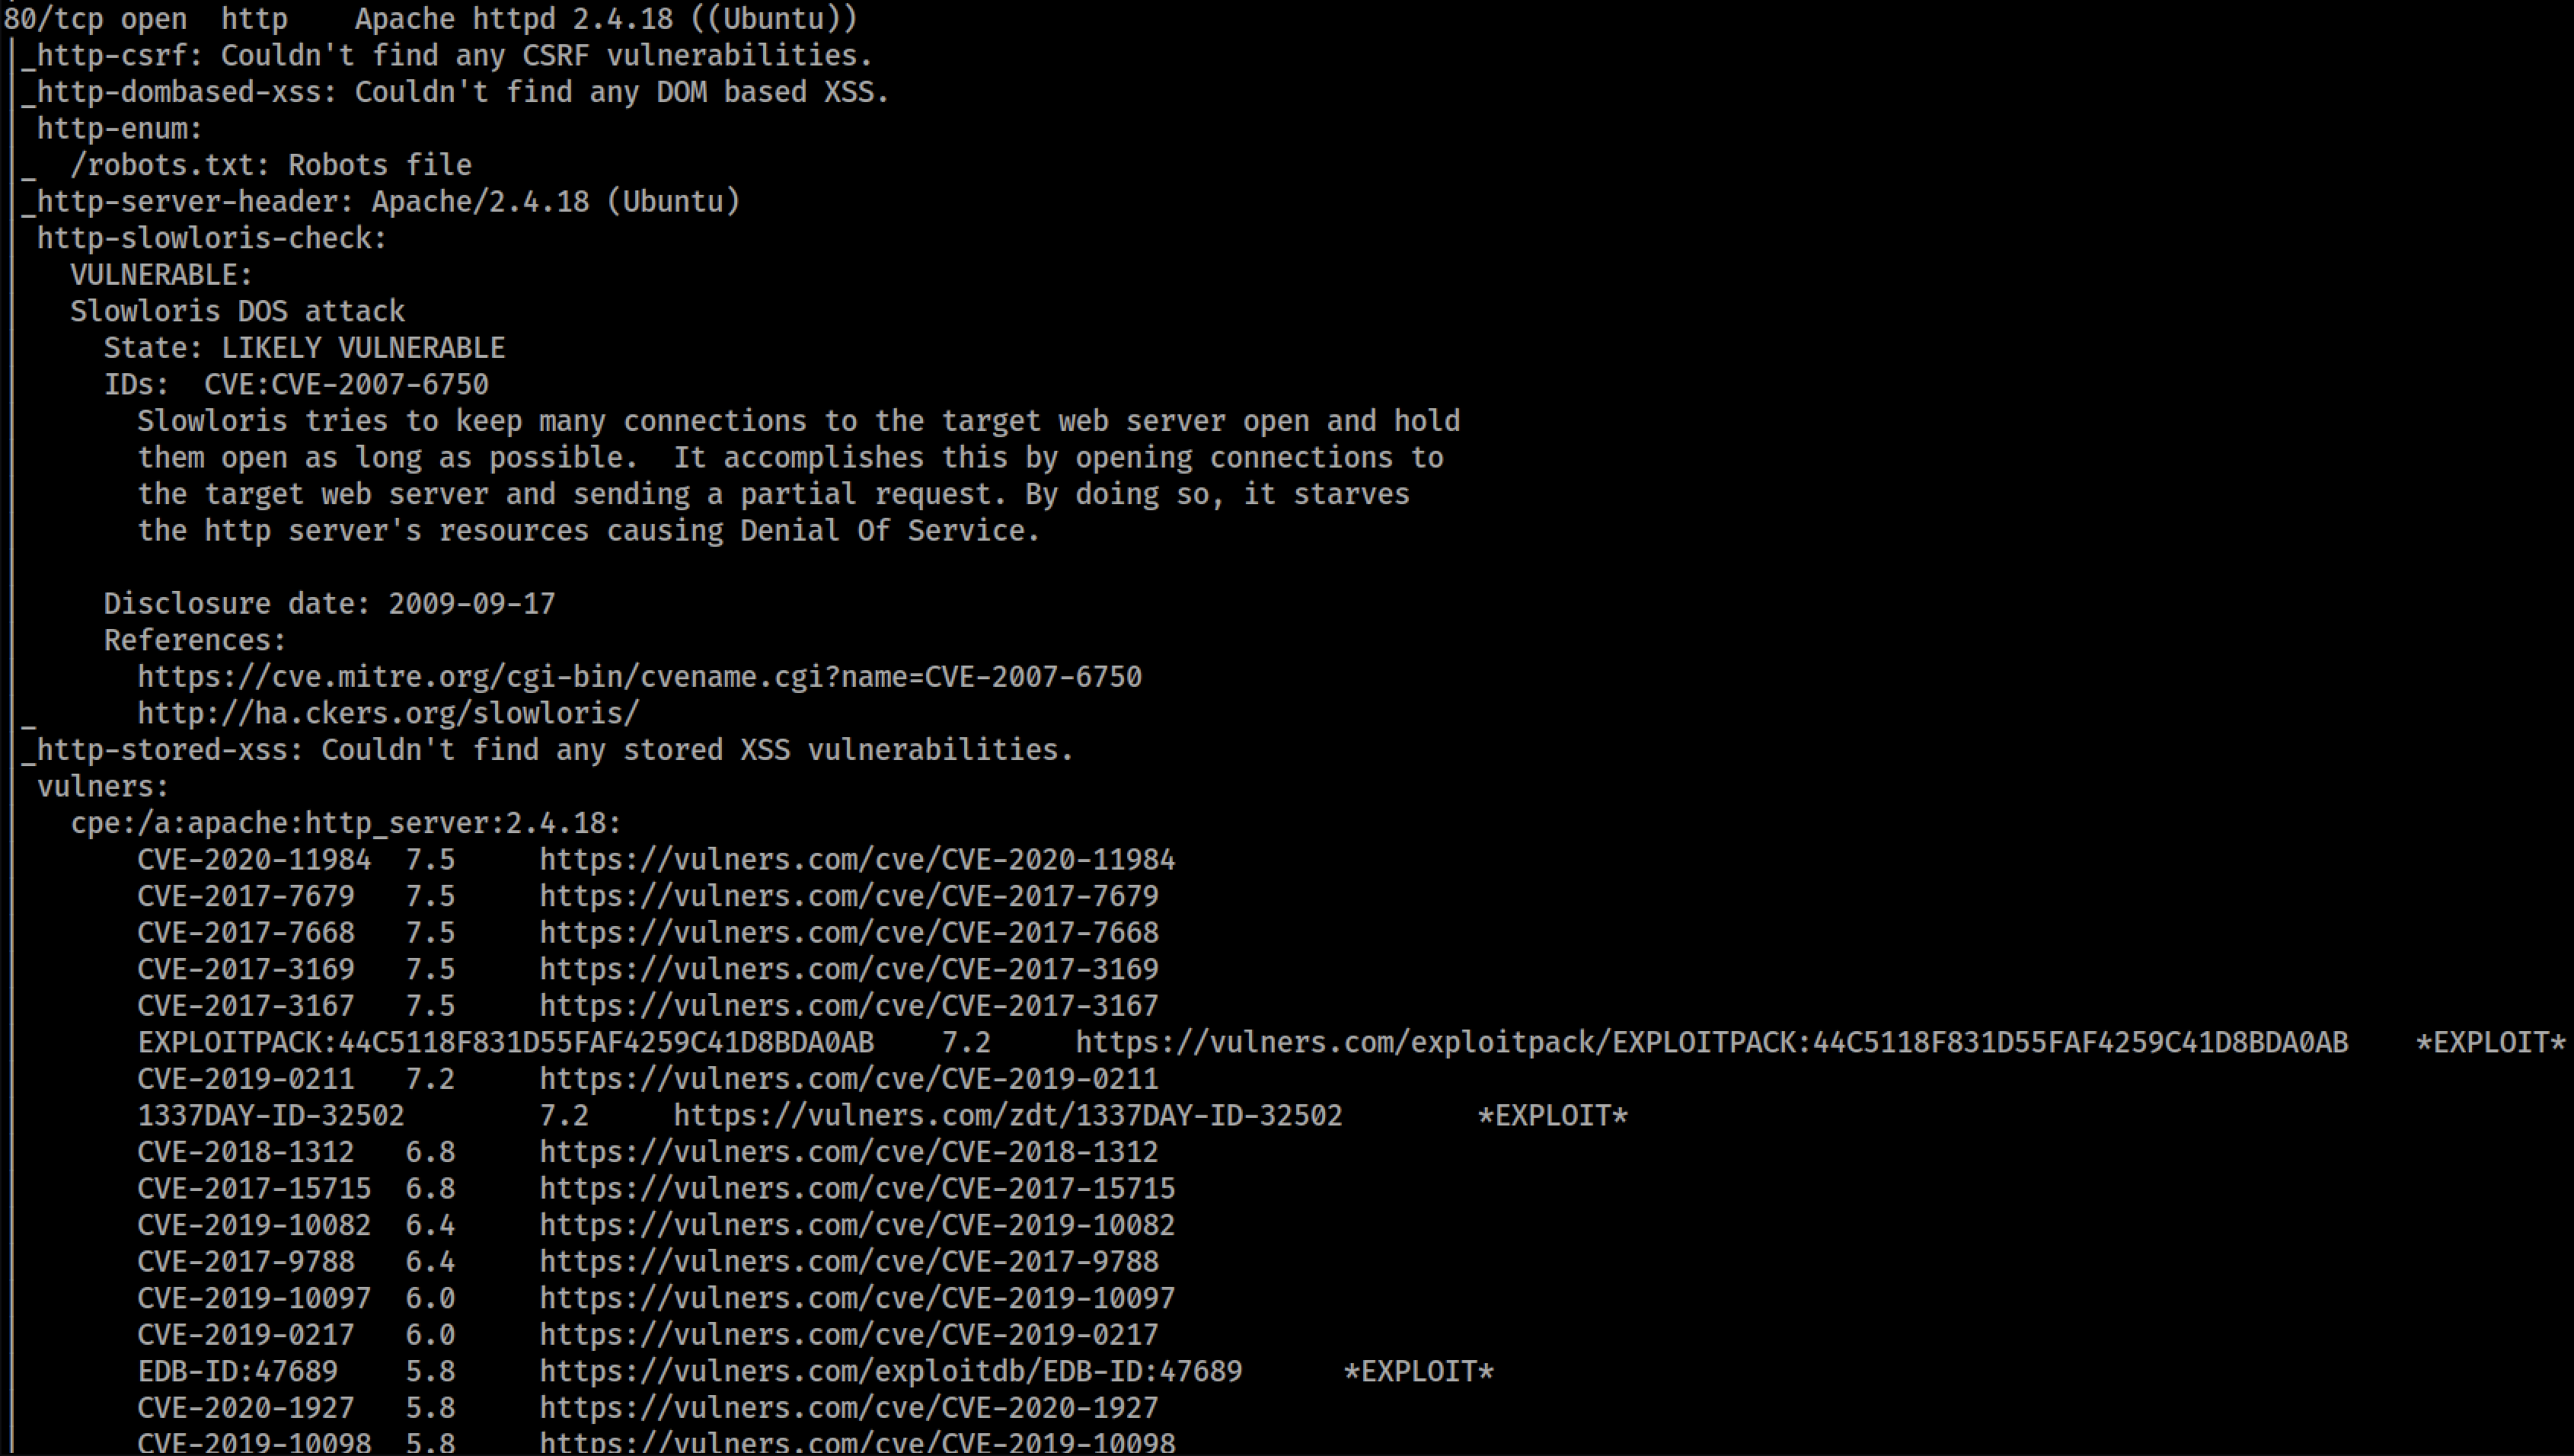 80/tcp open  http    Apache httpd 2.4.18 ((Ubuntu))
|_http-csrf: Couldn't find any CSRF vulnerabilities.
|_http-dombased-xss: Couldn't find any DOM based XSS.
| http-enum:
|_  /robots.txt: Robots file
|_http-server-header: Apache/2.4.18 (Ubuntu)
| http-slowloris-check:
|   VULNERABLE:
|   Slowloris DOS attack
|     State: LIKELY VULNERABLE
|     IDs:  CVE:CVE-2007-6750
|       Slowloris tries to keep many connections to the target web server open and hold
|       them open as long as possible.  It accomplishes this by opening connections to
|       the target web server and sending a partial request. By doing so, it starves
|       the http server's resources causing Denial Of Service.
|
|     Disclosure date: 2009-09-17
|     References:
|       https://cve.mitre.org/cgi-bin/cvename.cgi?name=CVE-2007-6750
|_      http://ha.ckers.org/slowloris/
|_http-stored-xss: Couldn't find any stored XSS vulnerabilities.
| vulners:
|   cpe:/a:apache:http_server:2.4.18:
|       CVE-2020-11984  7.5     https://vulners.com/cve/CVE-2020-11984
|       CVE-2017-7679   7.5     https://vulners.com/cve/CVE-2017-7679
|       CVE-2017-7668   7.5     https://vulners.com/cve/CVE-2017-7668
|       CVE-2017-3169   7.5     https://vulners.com/cve/CVE-2017-3169
|       CVE-2017-3167   7.5     https://vulners.com/cve/CVE-2017-3167
|       EXPLOITPACK:44C5118F831D55FAF4259C41D8BDA0AB    7.2     https://vulners.com/exploitpack/EXPLOITPACK:44C5118F831D55FAF4259C41D8BDA0AB    *EXPLOIT*
|       CVE-2019-0211   7.2     https://vulners.com/cve/CVE-2019-0211
|       1337DAY-ID-32502        7.2     https://vulners.com/zdt/1337DAY-ID-32502        *EXPLOIT*
|       CVE-2018-1312   6.8     https://vulners.com/cve/CVE-2018-1312
|       CVE-2017-15715  6.8     https://vulners.com/cve/CVE-2017-15715
|       CVE-2019-10082  6.4     https://vulners.com/cve/CVE-2019-10082
|       CVE-2017-9788   6.4     https://vulners.com/cve/CVE-2017-9788
|       CVE-2019-10097  6.0     https://vulners.com/cve/CVE-2019-10097
|       CVE-2019-0217   6.0     https://vulners.com/cve/CVE-2019-0217
|       EDB-ID:47689    5.8     https://vulners.com/exploitdb/EDB-ID:47689      *EXPLOIT*
|       CVE-2020-1927   5.8     https://vulners.com/cve/CVE-2020-1927
|       CVE-2019-10098  5.8     https://vulners.com/cve/CVE-2019-10098